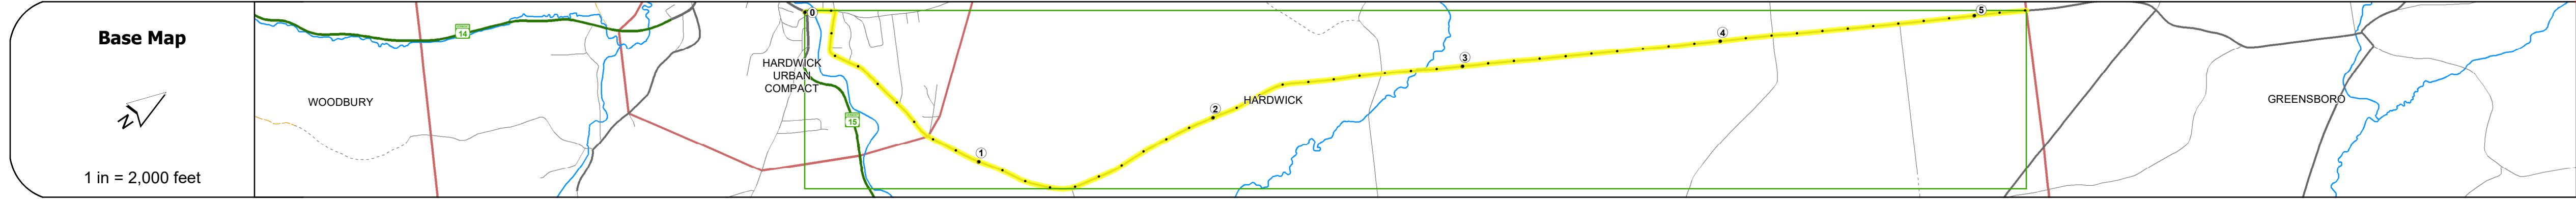 Base Map
N
1 in = 2,000 feet
14
WOODBURY
0
HARDWICK
URBAN
COMPACT
15
1
2
HARDWICK
3
4
5
GREENSBORO